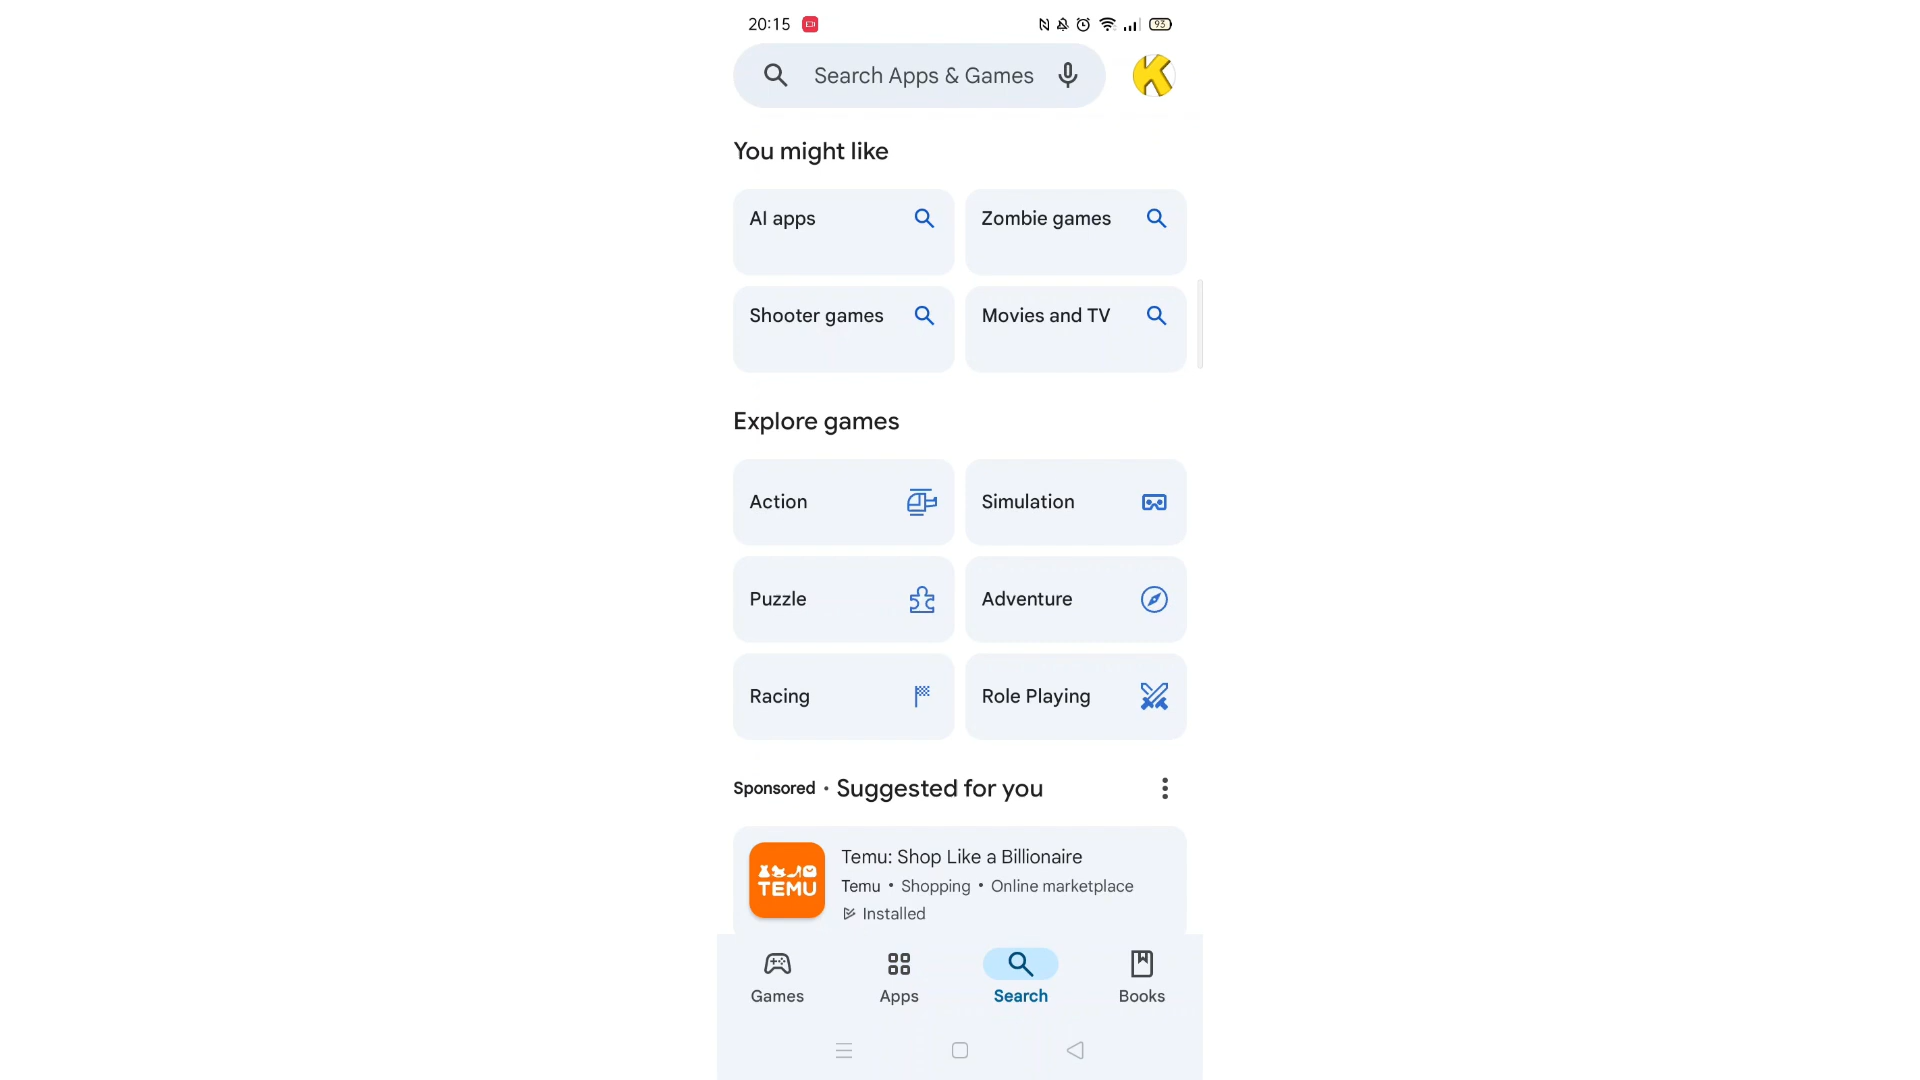 20:15
93
Search Apps & Games
You might like
AI apps
Zombie games
Shooter games
Movies and TV
Explore games
Action
Simulation
Puzzle
Adventure
Racing
Role Playing
Sponsored • Suggested for you
TEMU
Temu: Shop Like a Billionaire
Temu • Shopping • Online marketplace
Installed
Games
Apps
Search
Books